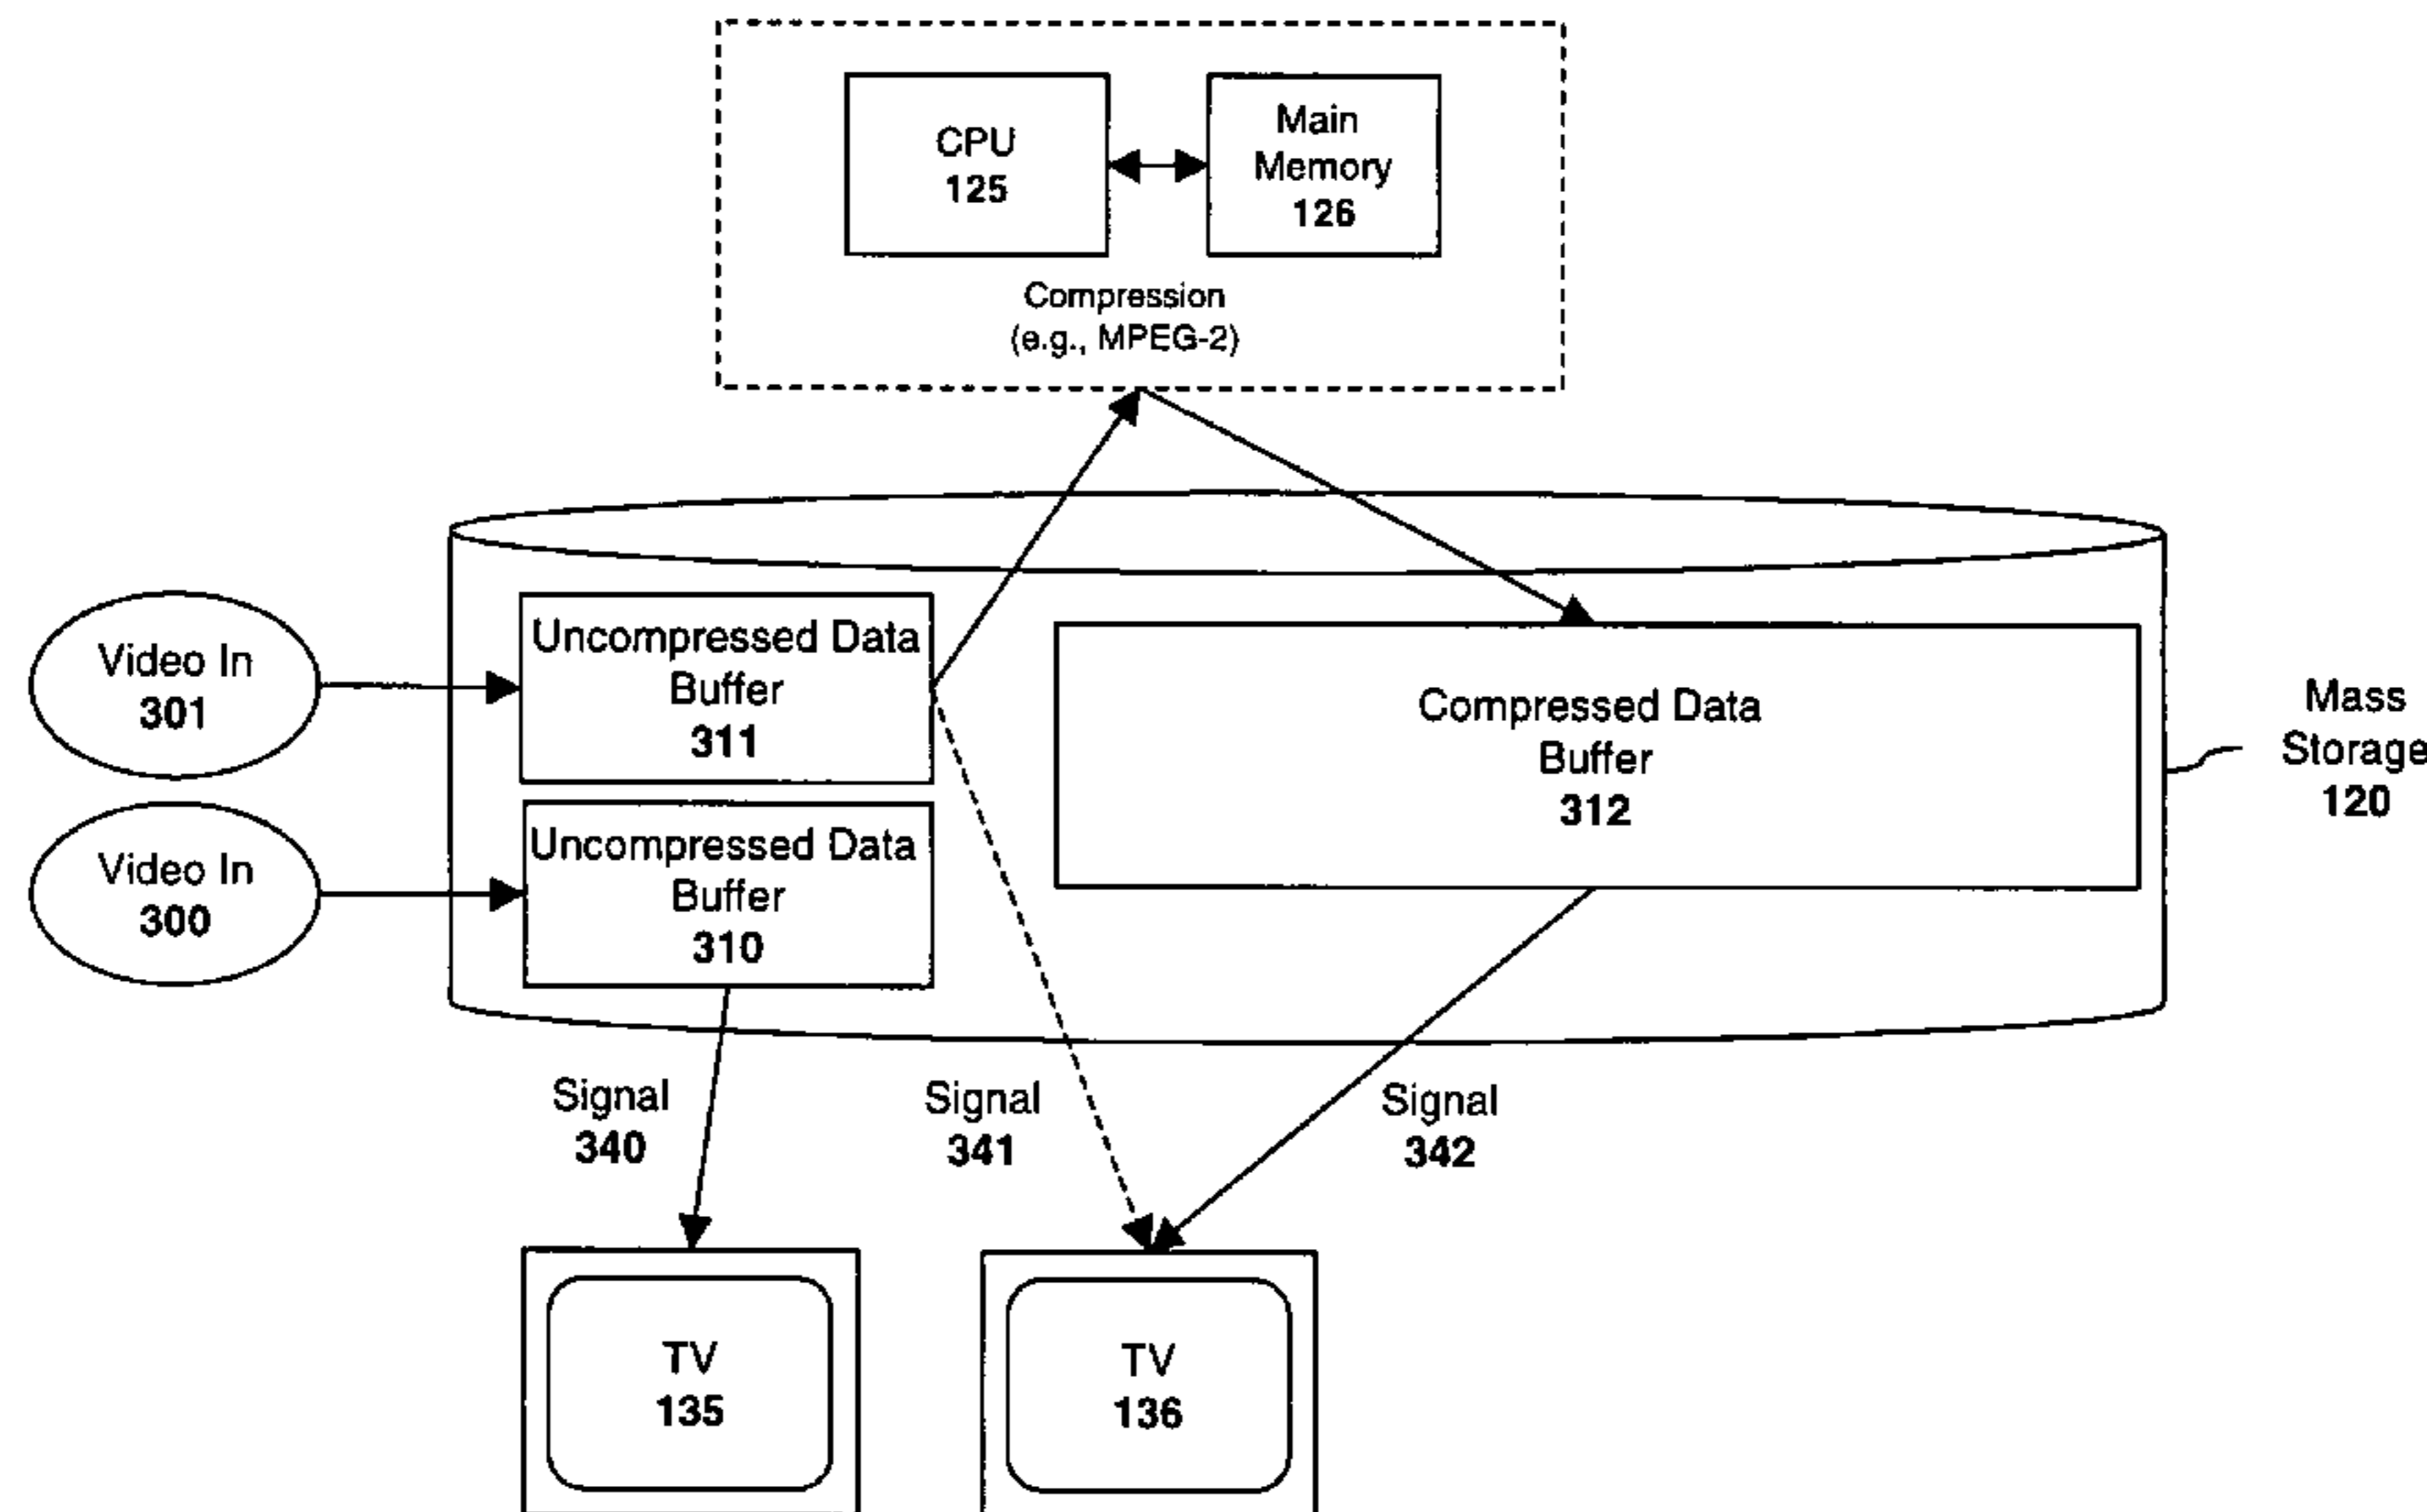 CPU
125
Main
Memory
126
Compression
(e.g., MPEG-2)
Video In
301
Uncompressed Data
Buffer
311
Compressed Data
Buffer
312
Mass
Storage
120
Video In
300
Uncompressed Data
Buffer
310
Signal
340
Signal
341
Signal
342
TV
135
TV
136